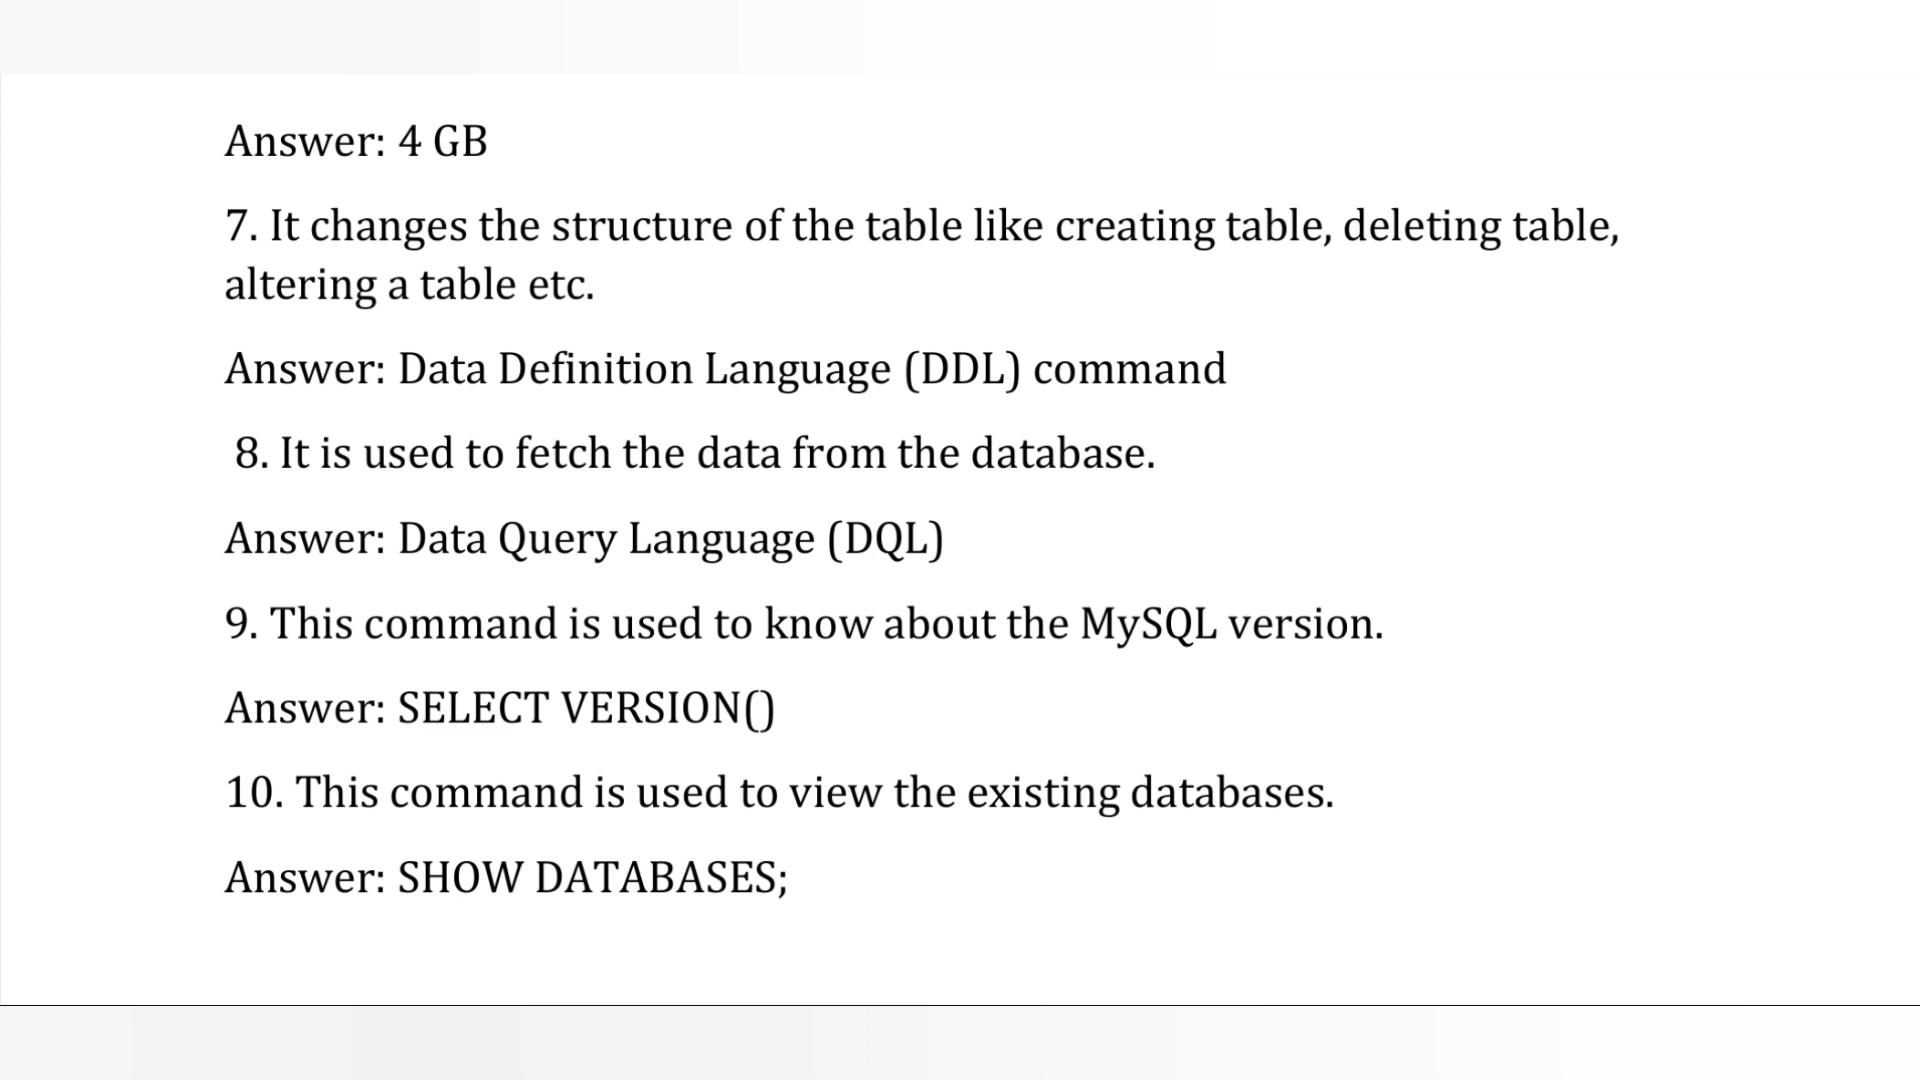 Answer: 4 GB
7. It changes the structure of the table like creating table, deleting table,
altering a table etc.
Answer: Data Definition Language (DDL) command
8. It is used to fetch the data from the database.
Answer: Data Query Language (DQL)
9. This command is used to know about the MySQL version.
Answer: SELECT VERSION()
10. This command is used to view the existing databases.
Answer: SHOW DATABASES;